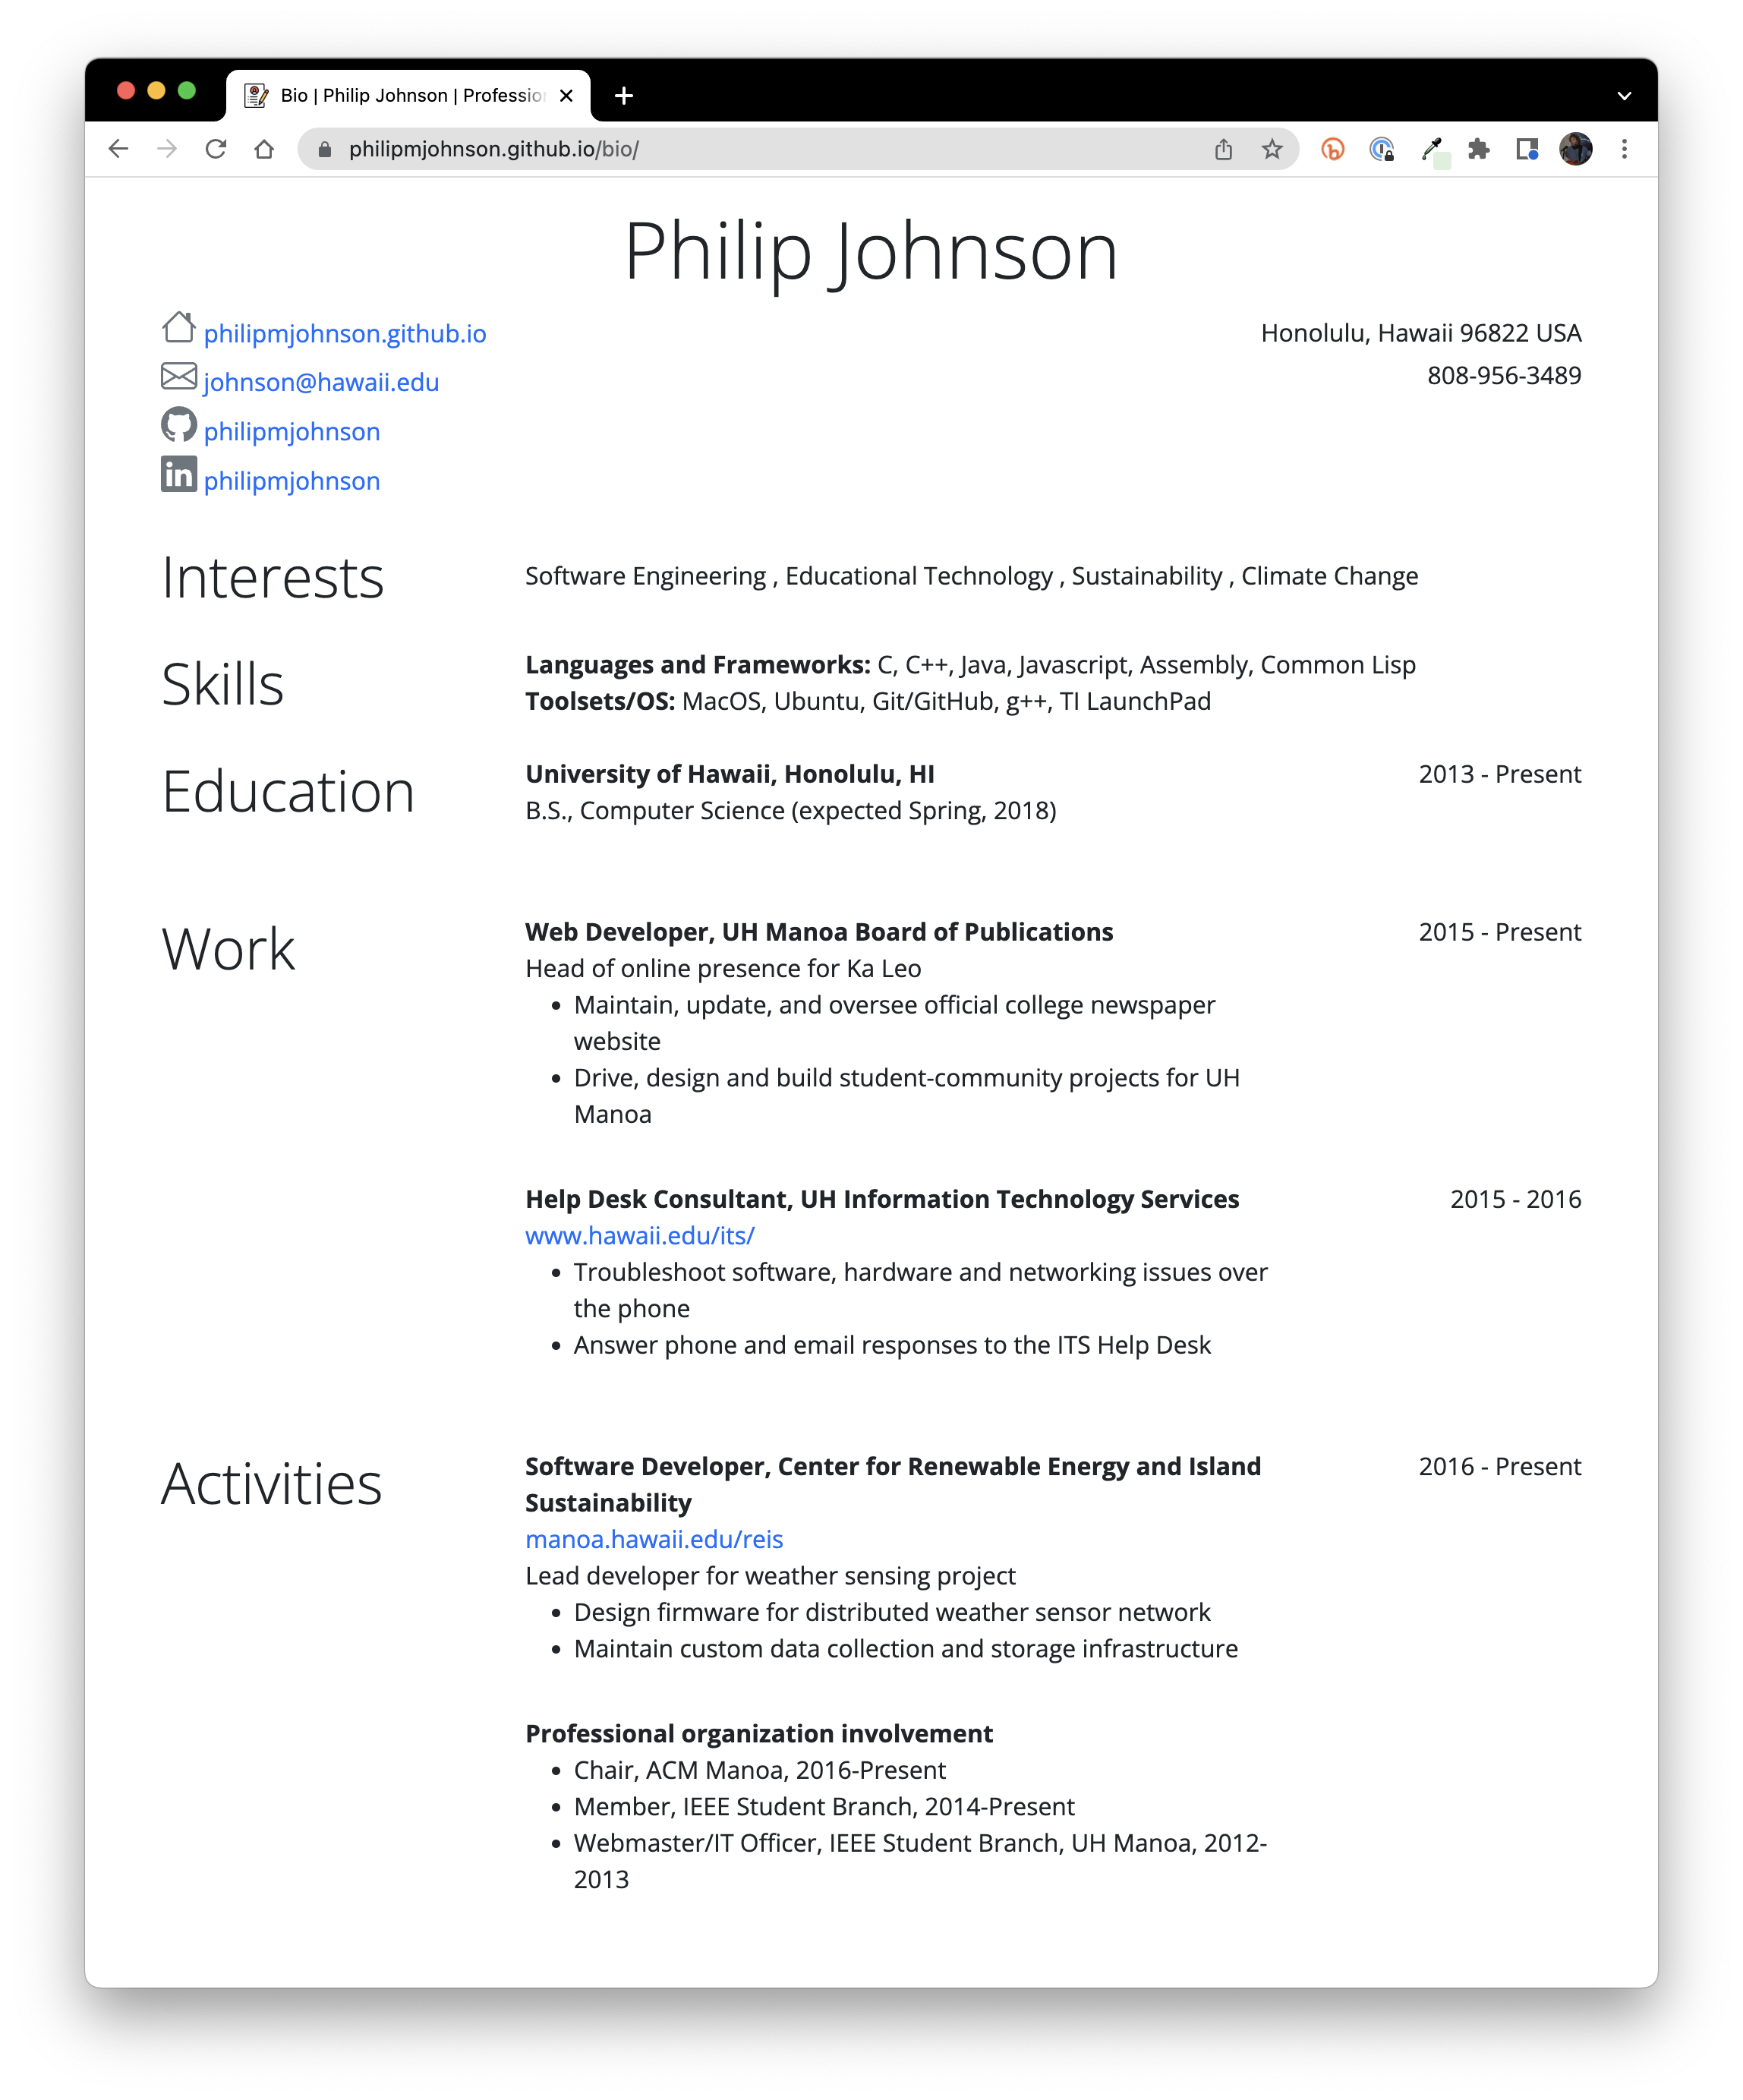 Bio | Philip Johnson | Professio
philipmjohnson.github.io/bio/
Philip Johnson
philipmjohnson.github.io
johnson@hawaii.edu
philipmjohnson
in philipmjohnson
Honolulu, Hawaii 96822 USA
808-956-3489
Interests
Software Engineering , Educational Technology , Sustainability , Climate Change
Skills
Languages and Frameworks: C, C++, Java, Javascript, Assembly, Common Lisp
Toolsets/OS: MacOS, Ubuntu, Git/GitHub, g++, TI LaunchPad
Education
University of Hawaii, Honolulu, HI
2013 - Present
B.S., Computer Science (expected Spring, 2018)
Work
Web Developer, UH Manoa Board of Publications
2015 - Present
Head of online presence for Ka Leo
• Maintain, update, and oversee official college newspaper
website
• Drive, design and build student-community projects for UH
Manoa
Help Desk Consultant, UH Information Technology Services
2015 - 2016
www.hawaii.edu/its/
• Troubleshoot software, hardware and networking issues over
the phone
• Answer phone and email responses to the ITS Help Desk
Activities
Software Developer, Center for Renewable Energy and Island
Sustainability
2016 - Present
manoa.hawaii.edu/reis
Lead developer for weather sensing project
• Design firmware for distributed weather sensor network
• Maintain custom data collection and storage infrastructure
Professional organization involvement
• Chair, ACM Manoa, 2016-Present
• Member, IEEE Student Branch, 2014-Present
• Webmaster/IT Officer, IEEE Student Branch, UH Manoa, 2012-
2013